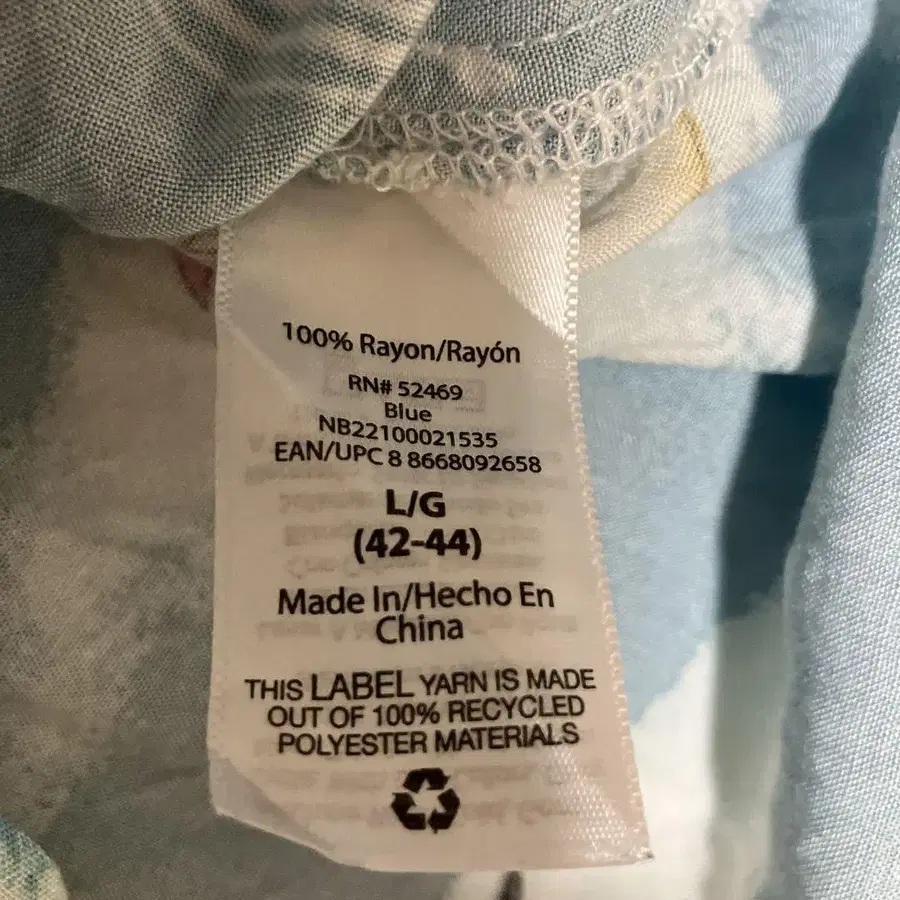 100% Rayon/Rayón
RN# 52469
Blue
NB22100021535
EAN/UPC 8 8668092658
L/G
(42-44)
Made In/Hecho En
China
THIS LABEL YARN IS MADE
OUT OF 100% RECYCLED
POLYESTER MATERIALS